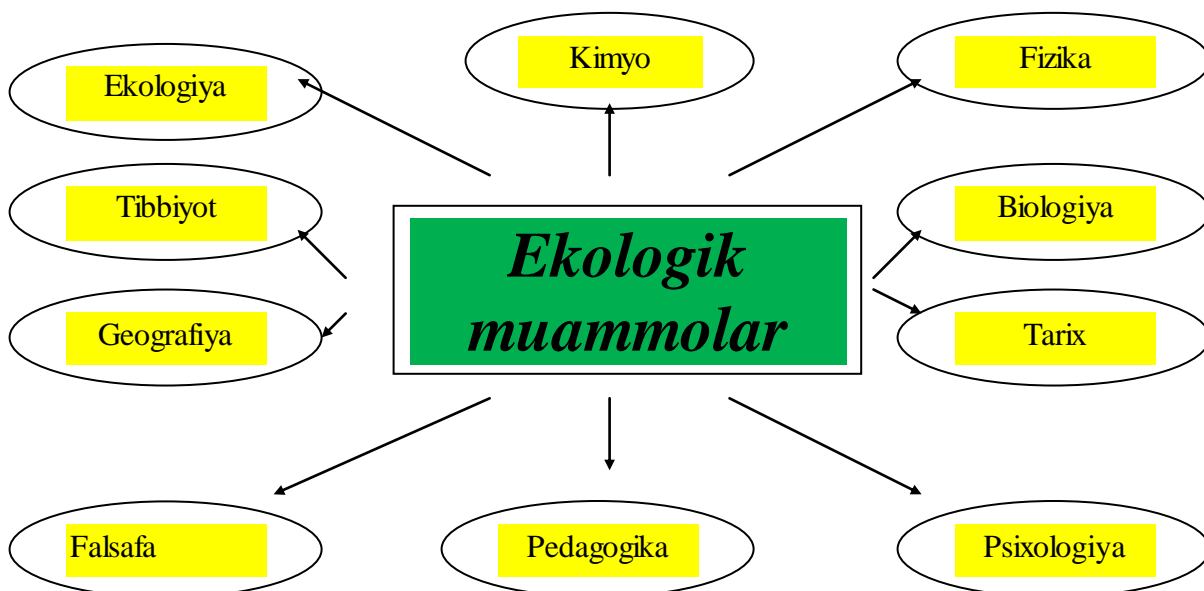 Kimyo
Fizika
Ekologiya
Tibbiyot
Biologiya
Ekologik
muammolar
Geografiya
Tarix
Falsafa
Pedagogika
Psixologiya